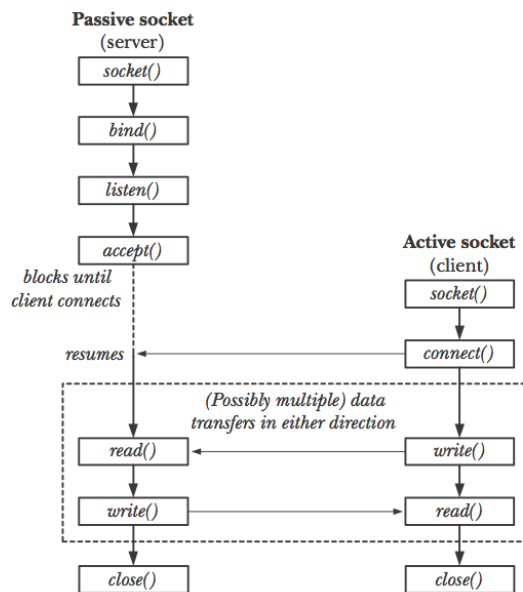 Passive socket
(server)
socket()
bind()
listen()
accept()
blocks until
client connects
resumes
Active socket
(client)
socket()
connect()
(Possibly multiple) data
transfers in either direction
read()
write()
write()
read()
close()
close()